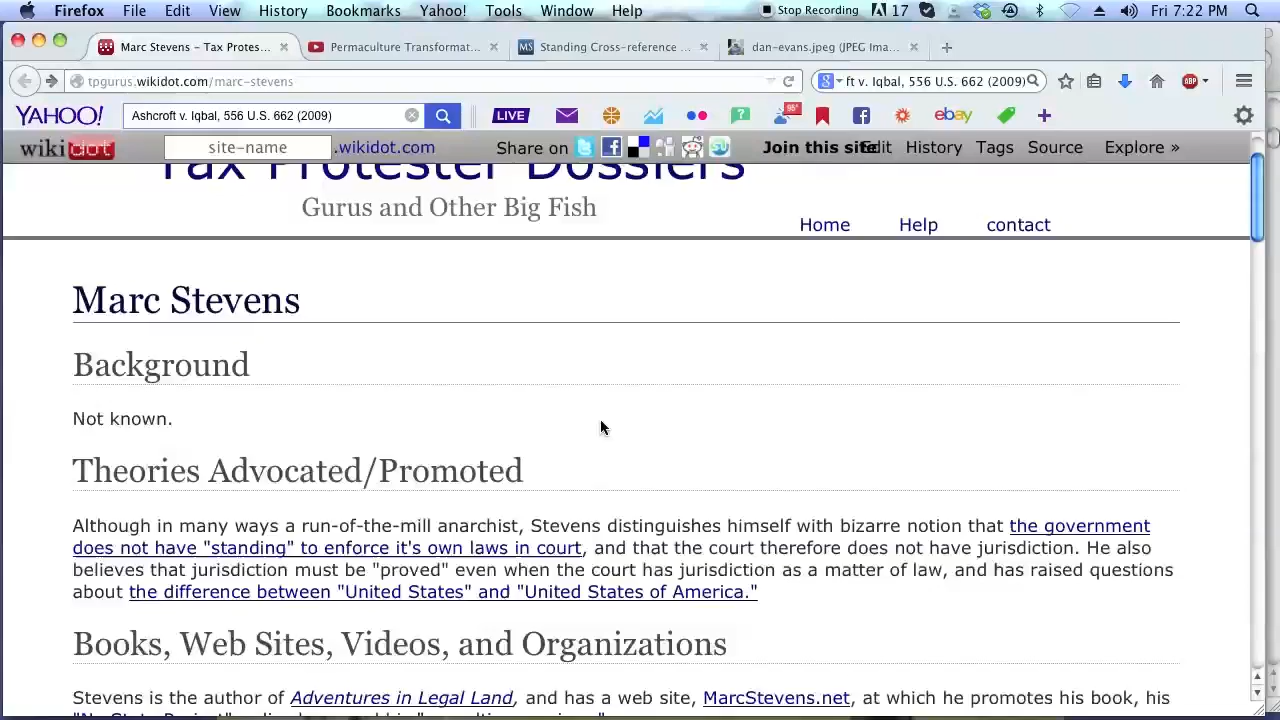 Firefox File Edit View History Bookmarks Yahoo! Tools Window Help Stop Recording 17 Fri 7:22 PM
Marc Stevens – Tax Protes... Permaculture Transformat... MS Standing Cross-reference ... dan-evans.jpeg (JPEG Ima...
tpgurus.wikidot.com/marc-stevens ft v. Iqbal, 556 U.S. 662 (2009) ABP
YAHOO! Ashcroft v. Iqbal, 556 U.S. 662 (2009) LIVE 95° ebay
wikidot site-name .wikidot.com Share on Join this site Edit History Tags Source Explore »
Tax Protester Dossiers
Gurus and Other Big Fish
Home Help contact
Marc Stevens
Background
Not known.
Theories Advocated/Promoted
Although in many ways a run-of-the-mill anarchist, Stevens distinguishes himself with bizarre notion that the government
does not have "standing" to enforce it's own laws in court, and that the court therefore does not have jurisdiction. He also
believes that jurisdiction must be "proved" even when the court has jurisdiction as a matter of law, and has raised questions
about the difference between "United States" and "United States of America."
Books, Web Sites, Videos, and Organizations
Stevens is the author of Adventures in Legal Land, and has a web site, MarcStevens.net, at which he promotes his book, his